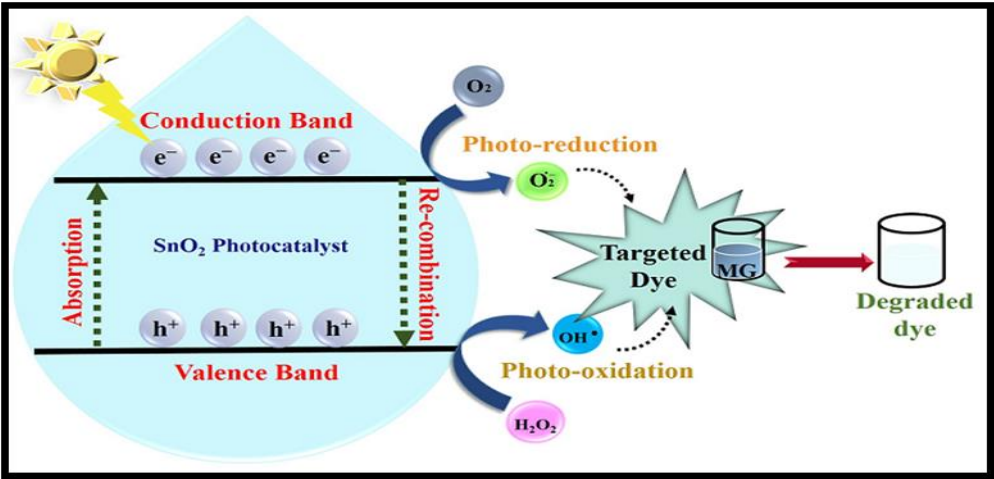 Conduction Band
e⁻ e⁻ e⁻ e⁻
Absorption
SnO₂ Photocatalyst
Re-combination
h⁺ h⁺ h⁺ h⁺
Valence Band
O₂
Photo-reduction
O₂•⁻
Targeted
Dye
MG
OH•
Photo-oxidation
H₂O₂
Degraded
dye